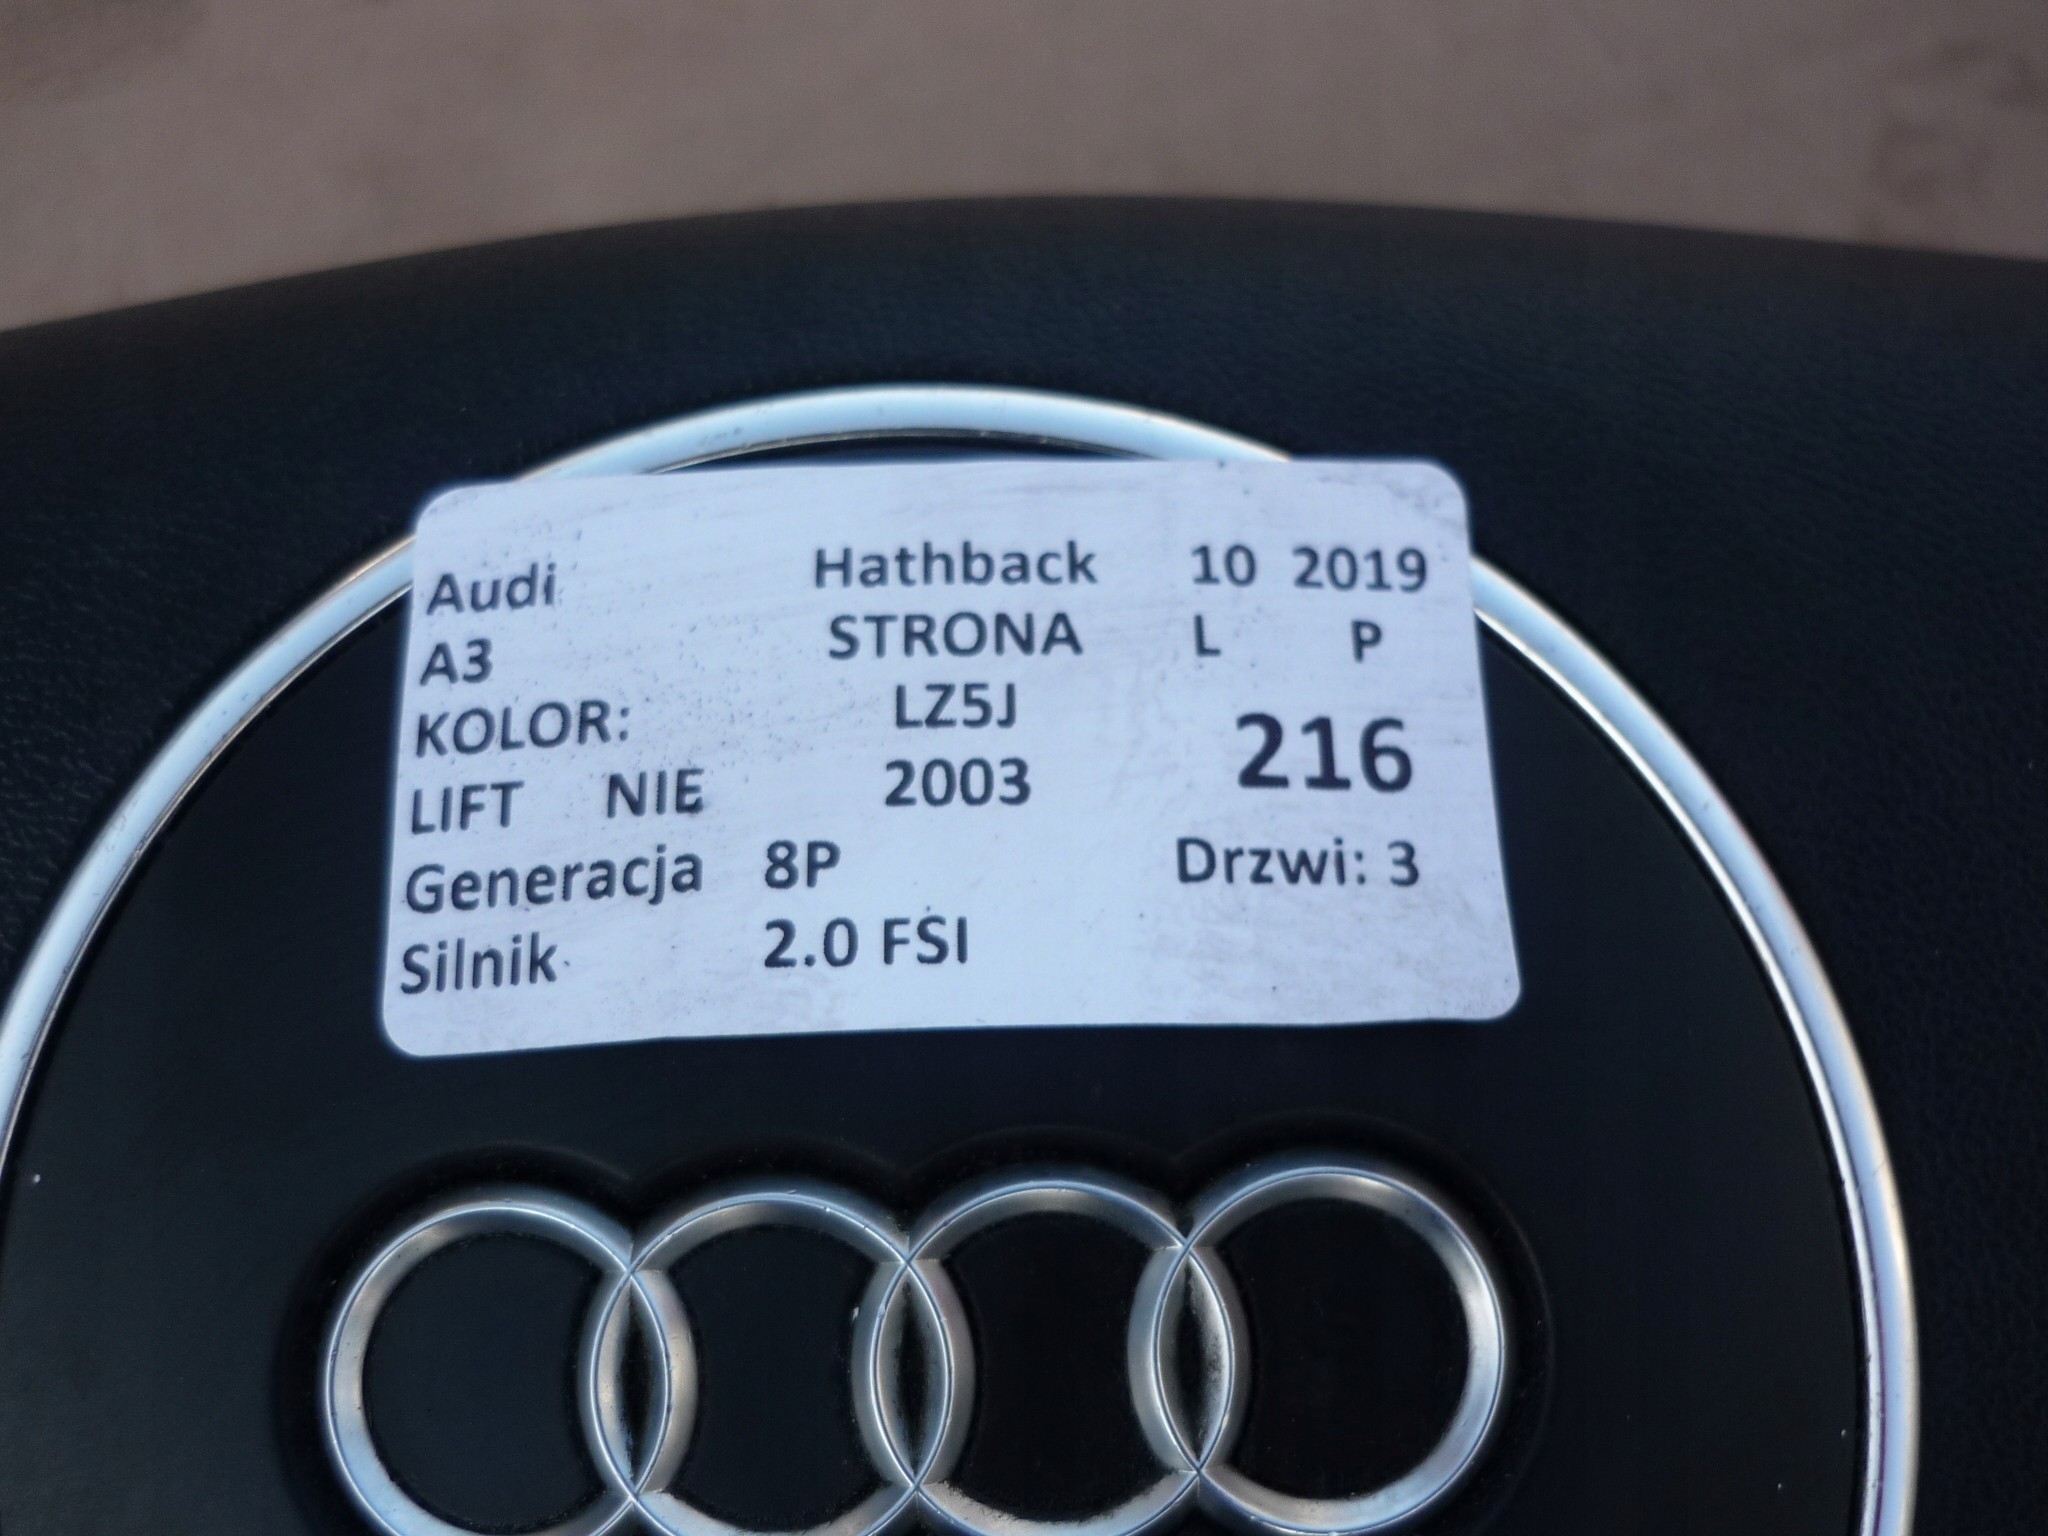 Audi Hathback 10 2019
A3 STRONA L P
KOLOR: LZ5J 216
LIFT NIE 2003
Generacja 8P Drzwi: 3
Silnik 2.0 FSI